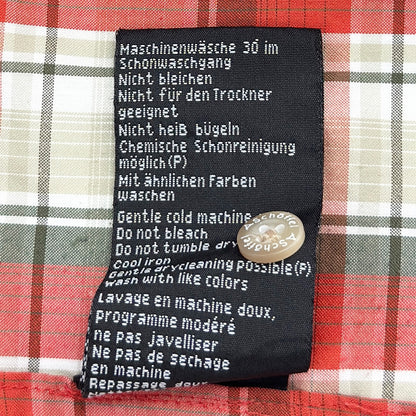 Maschinenwäsche 30 im
Schonwaschgang
Nicht bleichen
Nicht für den Trockner
geeignet
Nicht heiß bügeln
Chemische Schonreinigung
möglich(P)
Mit ähnlichen Farben
waschen
Gentle cold machine
Do not bleach
Do not tumble dry
Cool iron
Gentle drycleaning possible(P)
Wash with like colors
Lavage en machine doux,
programme modéré
ne pas javelliser
Ne pas de sechage
en machine
Repassage doux